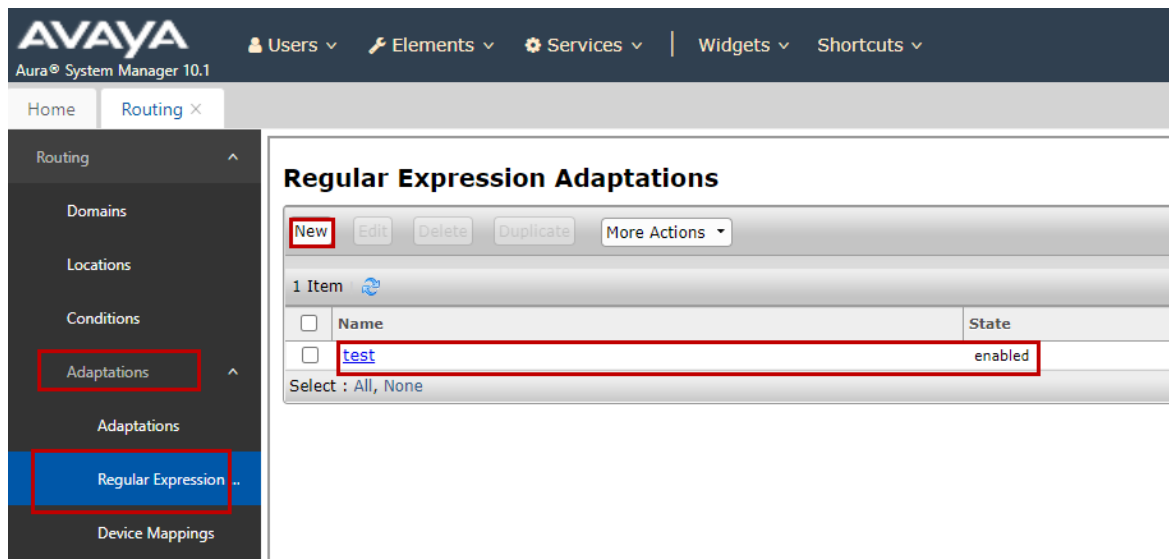 AVAYA
Aura® System Manager 10.1
Users Elements Services Widgets Shortcuts
Home Routing
Routing
Domains
Locations
Conditions
Adaptations
Adaptations
Regular Expression ...
Device Mappings
Regular Expression Adaptations
New Edit Delete Duplicate More Actions
1 Item
Name State
test enabled
Select : All, None